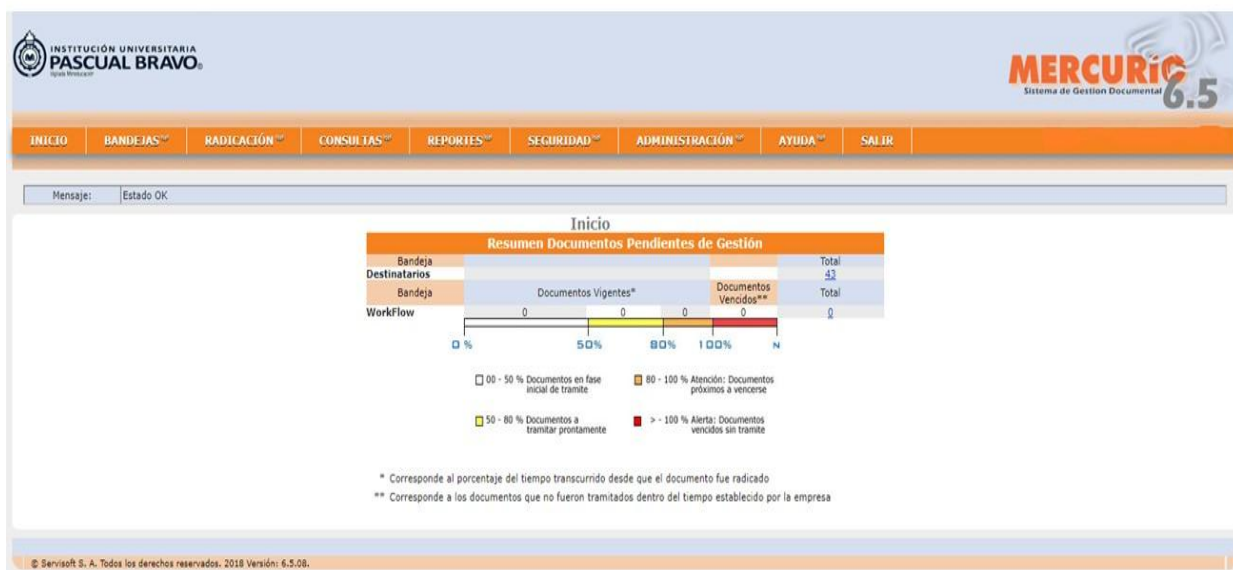 INSTITUCIÓN UNIVERSITARIA
PASCUAL BRAVO
MERCURIO
Sistema de Gestion Documental
6.5
INICIO BANDEJAS RADICACIÓN CONSULTAS REPORTES SEGURIDAD ADMINISTRACIÓN AYUDA SALIR
Mensaje: Estado OK
Inicio
Resumen Documentos Pendientes de Gestión
Bandeja Total
Destinatarios 43
Bandeja Documentos Vigentes* Documentos Vencidos** Total
WorkFlow 0 0 0 0 0
0 % 50% 80% 100% N
00 - 50 % Documentos en fase
inicial de tramite
80 - 100 % Atención: Documentos
próximos a vencerse
50 - 80 % Documentos a
tramitar prontamente
> - 100 % Alerta: Documentos
vencidos sin tramite
* Corresponde al porcentaje del tiempo transcurrido desde que el documento fue radicado
** Corresponde a los documentos que no fueron tramitados dentro del tiempo establecido por la empresa
© Servisoft S. A. Todos los derechos reservados. 2018 Versión: 6.5.08.